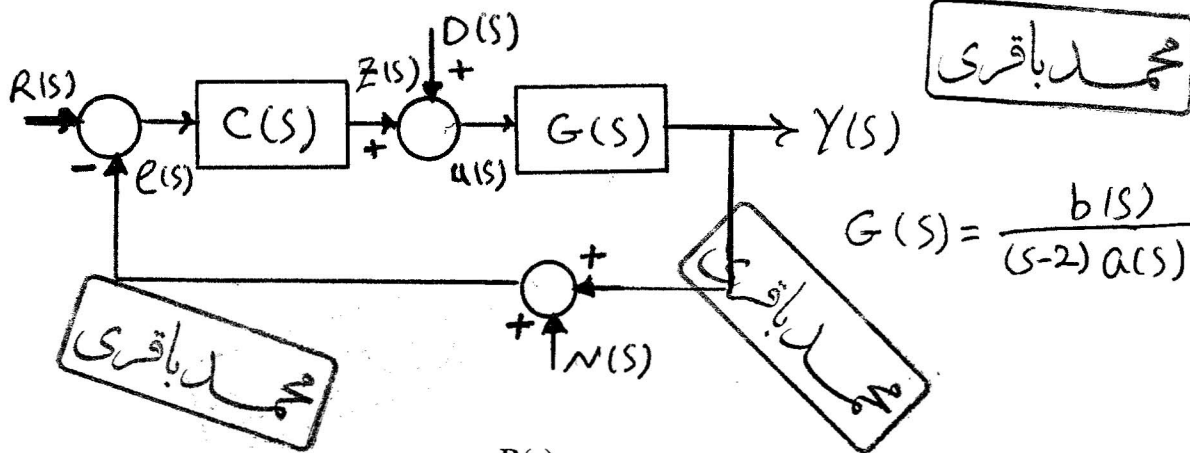 محمد باقری
D(s)
+
R(s)
C(s)
Z(s)
+
G(s)
Y(s)
-
e(s)
u(s)
G(s) = b(s) / (s-2) a(s)
+
+
N(s)
محمد باقری
محمد باقری